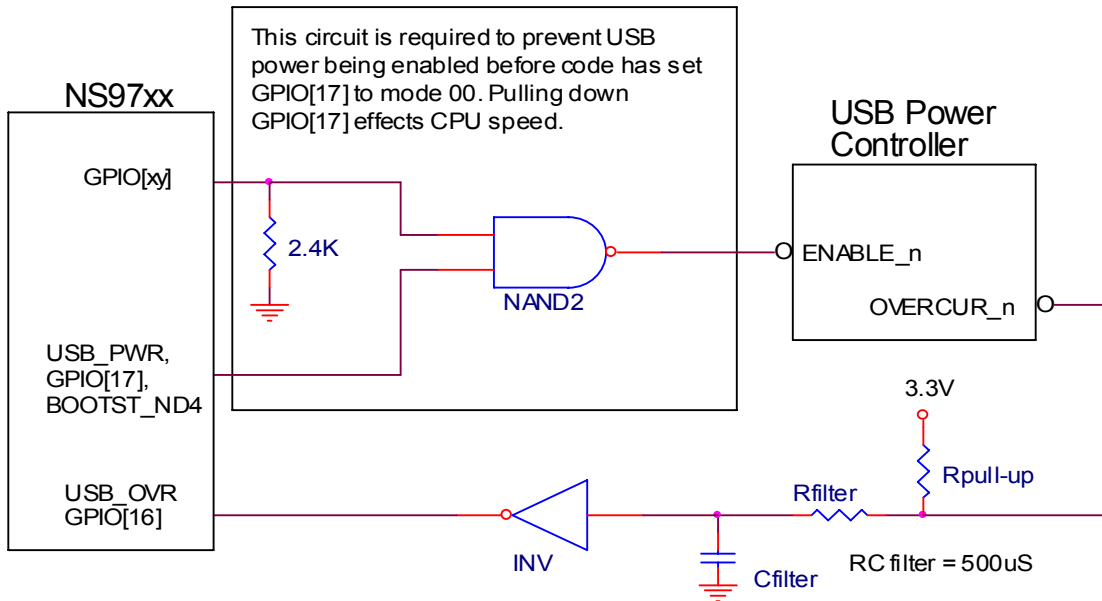 This circuit is required to prevent USB
power being enabled before code has set
GPIO[17] to mode 00. Pulling down
GPIO[17] effects CPU speed.
NS97xx
USB Power
Controller
GPIO[xy]
2.4K
NAND2
ENABLE_n
OVERCUR_n
USB_PWR,
GPIO[17],
BOOTST_ND4
3.3V
Rpull-up
USB_OVR
GPIO[16]
Rfilter
INV
Cfilter
RC filter = 500uS